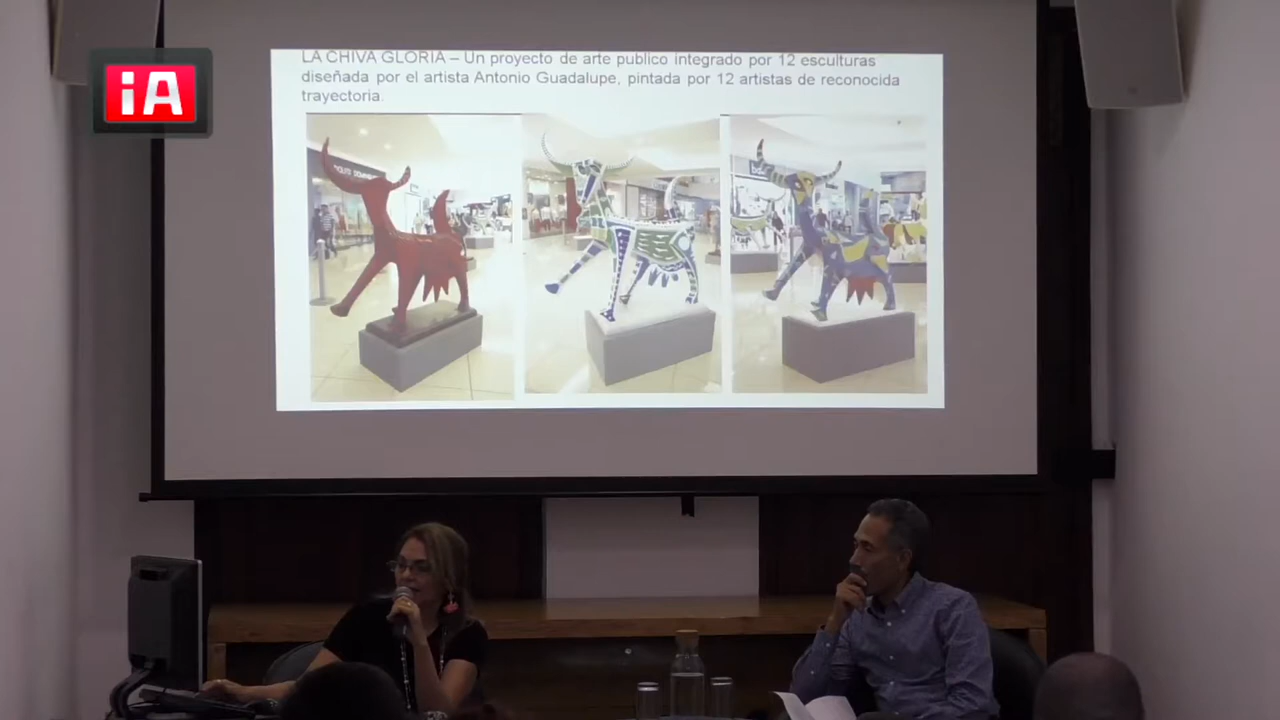 iA
LA CHIVA GLORIA – Un proyecto de arte publico integrado por 12 esculturas
diseñada por el artista Antonio Guadalupe, pintada por 12 artistas de reconocida
trayectoria.